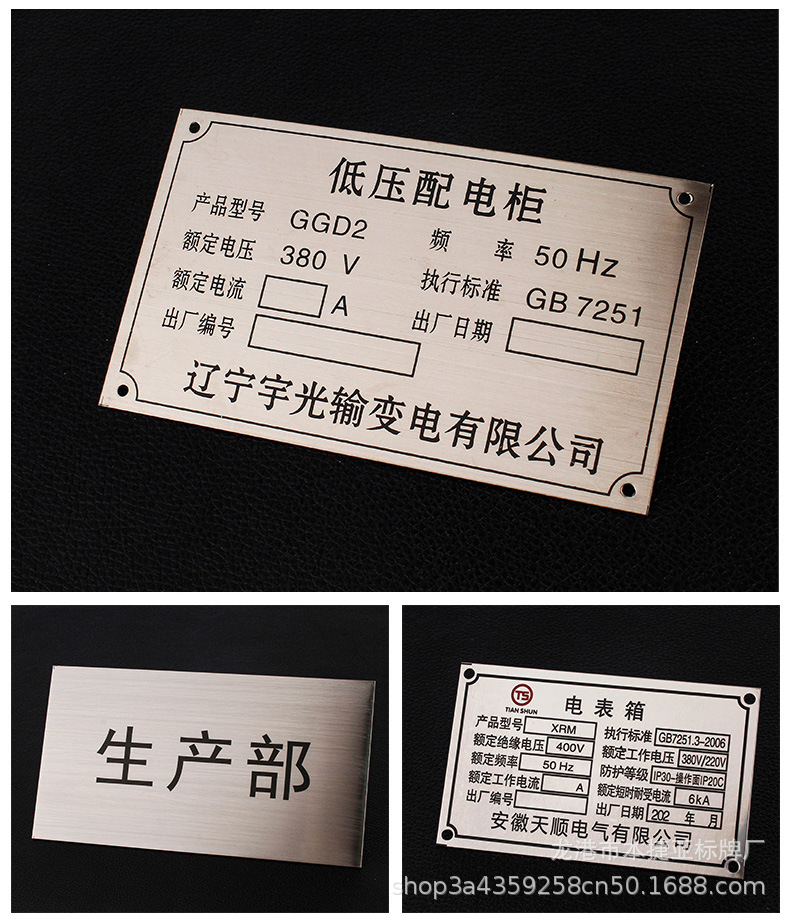 低压配电柜
产品型号 GGD2 频 率 50 Hz
额定电压 380 V 执行标准 GB 7251
额定电流 A
出厂编号 出厂日期
辽宁宇光输变电有限公司
生产部
TS
TIAN SHUN
电表箱
产品型号 XRM 执行标准 GB7251.3-2006
额定绝缘电压 400V 额定工作电压 380V/220V
额定频率 50 Hz 防护等级 IP30-操作面IP20C
额定工作电流 A 额定短时耐受电流 6kA
出厂编号 出厂日期 202 年 月
安徽天顺电气有限公司
龙港市本捷业标牌厂
shop3a4359258cn50.1688.com